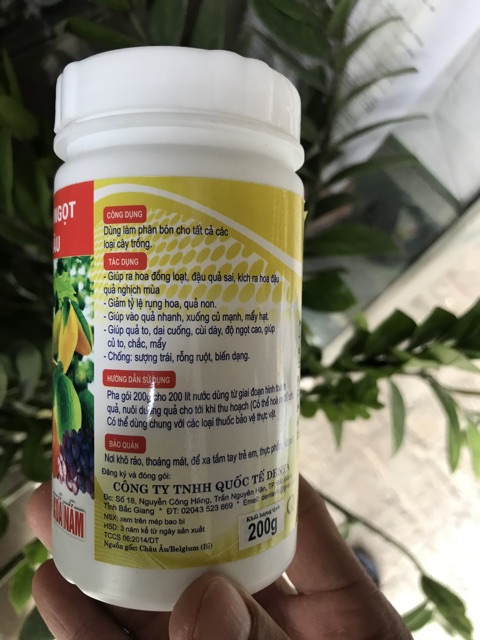 NGỌT
CÔNG DỤNG
Dùng làm phân bón cho tất cả các
loại cây trồng.
TÁC DỤNG
- Giúp ra hoa đồng loạt, đậu quả sai, kích ra hoa đậu
quả nghịch mùa
- Giảm tỷ lệ rụng hoa, quả non.
- Giúp vào quả nhanh, xuống củ mạnh, mẩy hạt.
- Giúp quả to, dai cuống, cùi dày, độ ngọt cao, giúp
củ to, chắc, mẩy
- Chống: sượng trái, rỗng ruột, biến dạng.
HƯỚNG DẪN SỬ DỤNG
Pha gói 200g cho 200 lít nước dùng từ giai đoạn hình thành
quả, nuôi dưỡng quả cho tới khi thu hoạch (Có thể
Có thể dùng chung với các loại thuốc bảo vệ thực vật.
BẢO QUẢN
Nơi khô ráo, thoáng mát, để xa tầm tay trẻ em, thực phẩm
Đăng ký và đóng gói:
CÔNG TY TNHH QUỐC TẾ
Đc: Số 18, Nguyễn Công Hãng, Trần Nguyên Hãn, TP.
Tỉnh Bắc Giang * ĐT: 02043 523 669 * Email:
NSX: xem trên mép bao bì
HSD: 3 năm kể từ ngày sản xuất
TCCS 06:2014/DT
Nguồn gốc: Châu Âu/Belgium (Bỉ)
Khối lượng tịnh
200g
NĂM